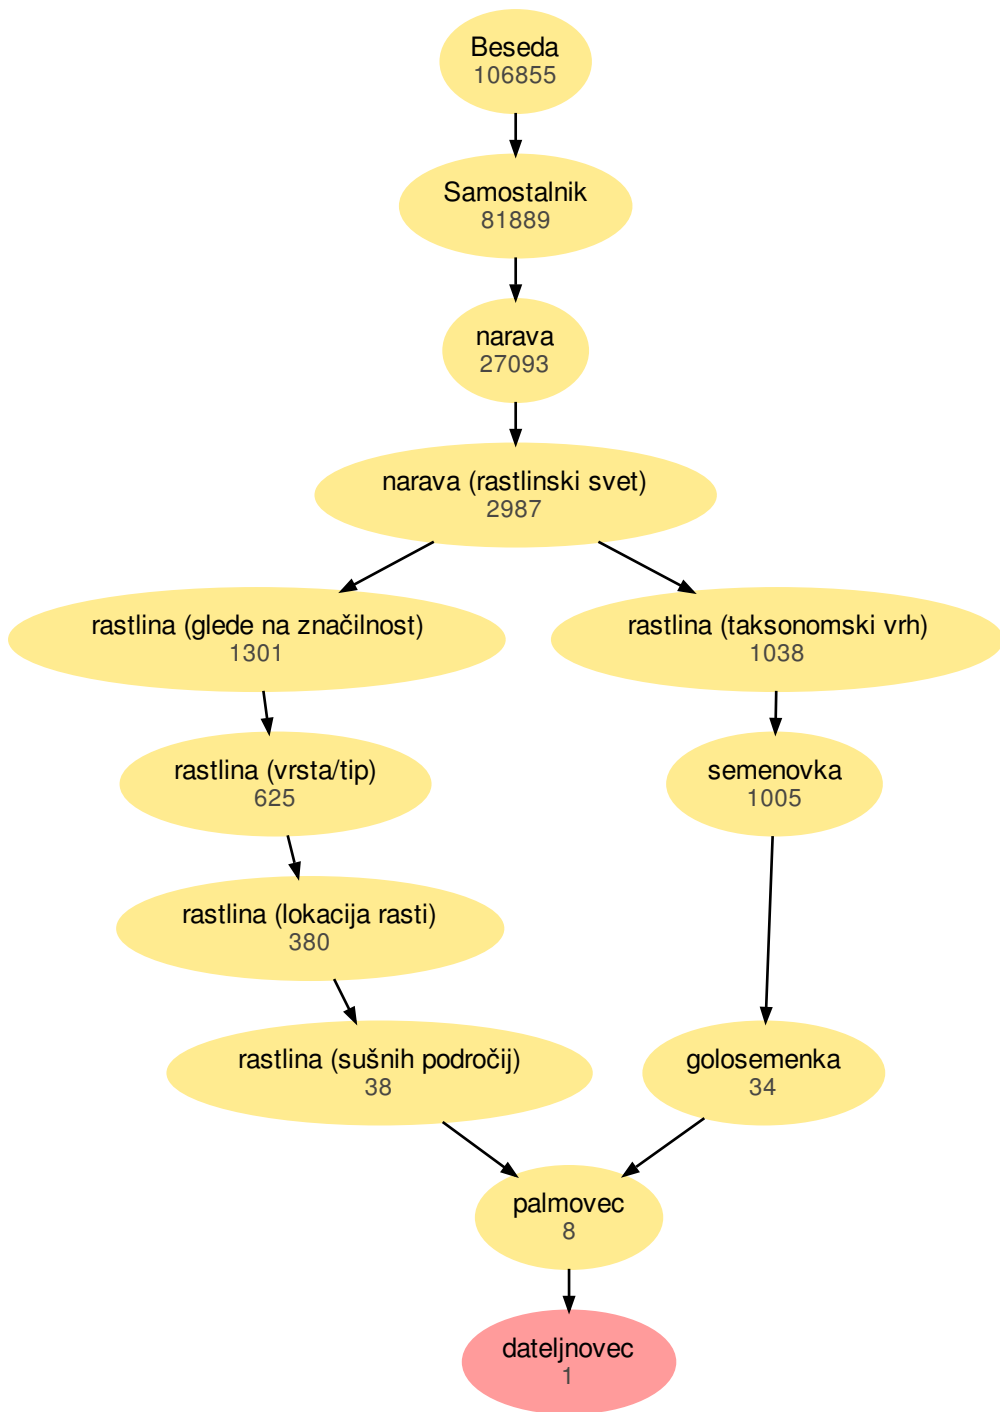 Beseda
106855
Samostalnik
81889
narava
27093
narava (rastlinski svet)
2987
rastlina (glede na značilnost)
1301
rastlina (taksonomski vrh)
1038
rastlina (vrsta/tip)
625
semenovka
1005
rastlina (lokacija rasti)
380
rastlina (sušnih področij)
38
golosemenka
34
palmovec
8
dateljnovec
1